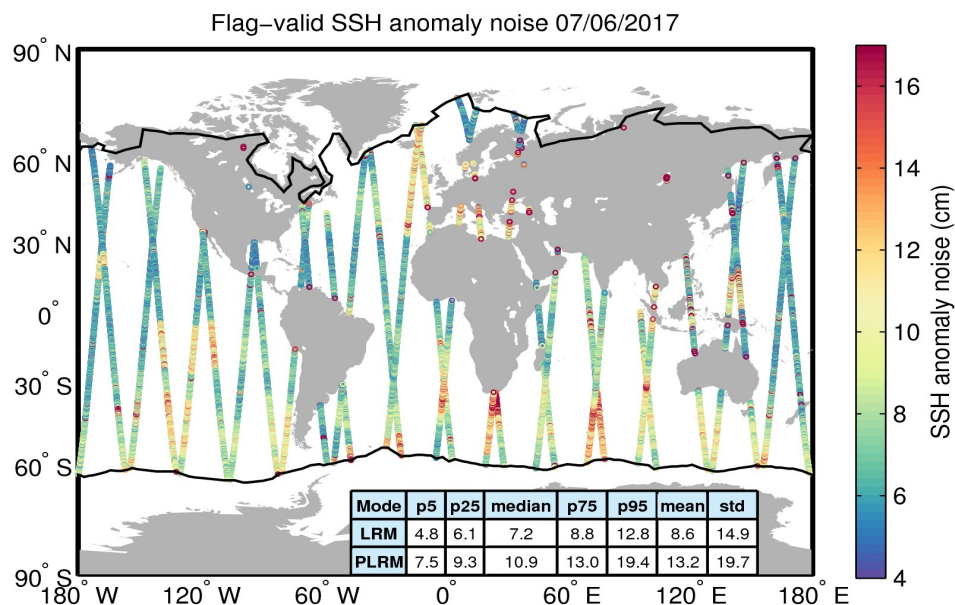 Flag−valid SSH anomaly noise 07/06/2017
90° N
60° N
30° N
0°
30° S
60° S
90° S
180° W
120° W
60° W
0°
60° E
120° E
180° E
Mode p5 p25 median p75 p95 mean std
LRM 4.8 6.1 7.2 8.8 12.8 8.6 14.9
PLRM 7.5 9.3 10.9 13.0 19.4 13.2 19.7
16
14
12
10
8
6
4
SSH anomaly noise (cm)